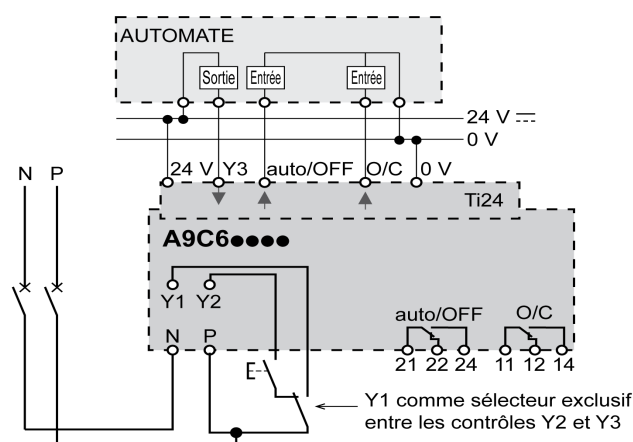 AUTOMATE
Sortie Entrée Entrée
24 V
0 V
N P
24 V Y3 auto/OFF O/C 0 V
Ti24
A9C6●●●●
Y1 Y2
auto/OFF O/C
N P
21 22 24 11 12 14
Y1 comme sélecteur exclusif
entre les contrôles Y2 et Y3